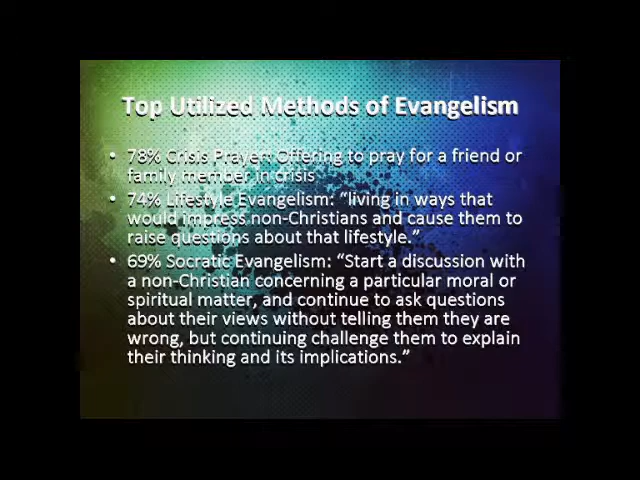 Top Utilized Methods of Evangelism
• 78% Crisis Prayer: Offering to pray for a friend or
family member in crisis
• 74% Lifestyle Evangelism: “living in ways that
would impress non-Christians and cause them to
raise questions about that lifestyle.”
• 69% Socratic Evangelism: “Start a discussion with
a non-Christian concerning a particular moral or
spiritual matter, and continue to ask questions
about their views without telling them they are
wrong, but continuing challenge them to explain
their thinking and its implications.”